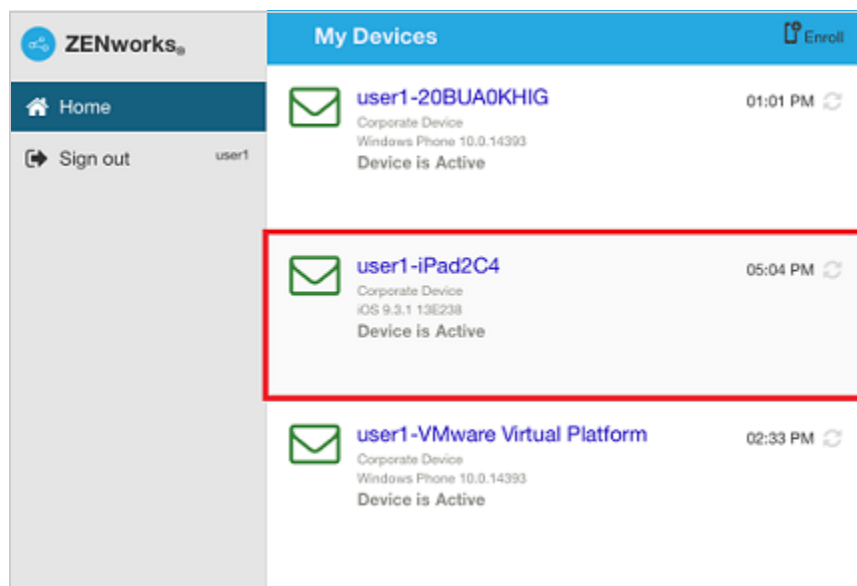 ZENworks®
My Devices
Enroll
Home
Sign out user1
user1-20BUA0KHIG
01:01 PM
Corporate Device
Windows Phone 10.0.14393
Device is Active
user1-iPad2C4
05:04 PM
Corporate Device
iOS 9.3.1 13E238
Device is Active
user1-VMware Virtual Platform
02:33 PM
Corporate Device
Windows Phone 10.0.14393
Device is Active